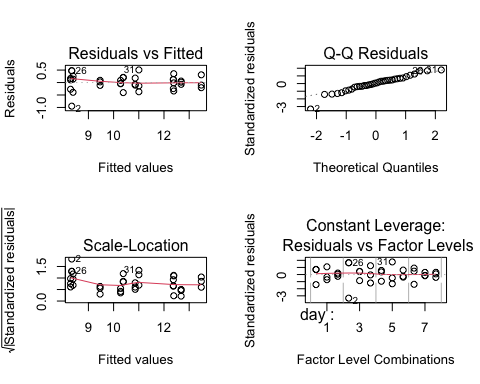 Residuals vs Fitted
Residuals
0.5
-1.0
26
31
2
9 10 12
Fitted values
Q-Q Residuals
Standardized residuals
0
-3
31
2
-2 -1 0 1 2
Theoretical Quantiles
Scale-Location
√|Standardized residuals|
1.5
0.0
2
26
31
9 10 12
Fitted values
Constant Leverage:
Residuals vs Factor Levels
Standardized residuals
0
-3
26
31
2
day :
1 3 5 7
Factor Level Combinations